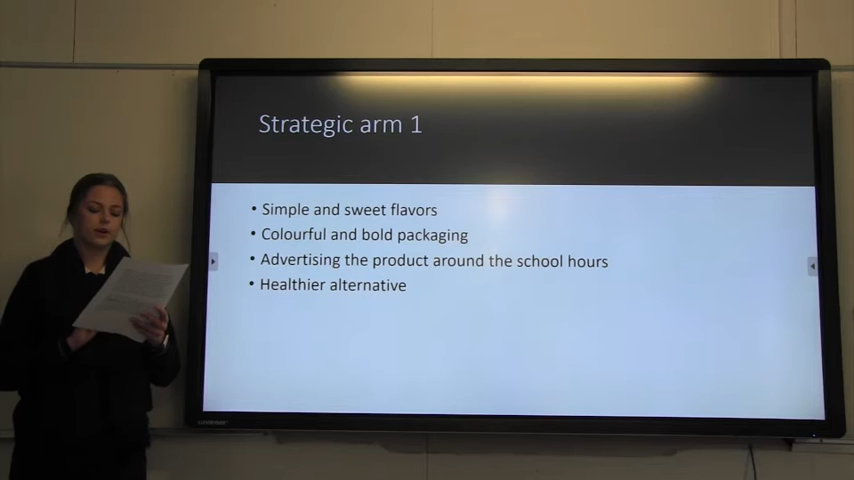 Strategic arm 1
• Simple and sweet flavors
• Colourful and bold packaging
• Advertising the product around the school hours
• Healthier alternative